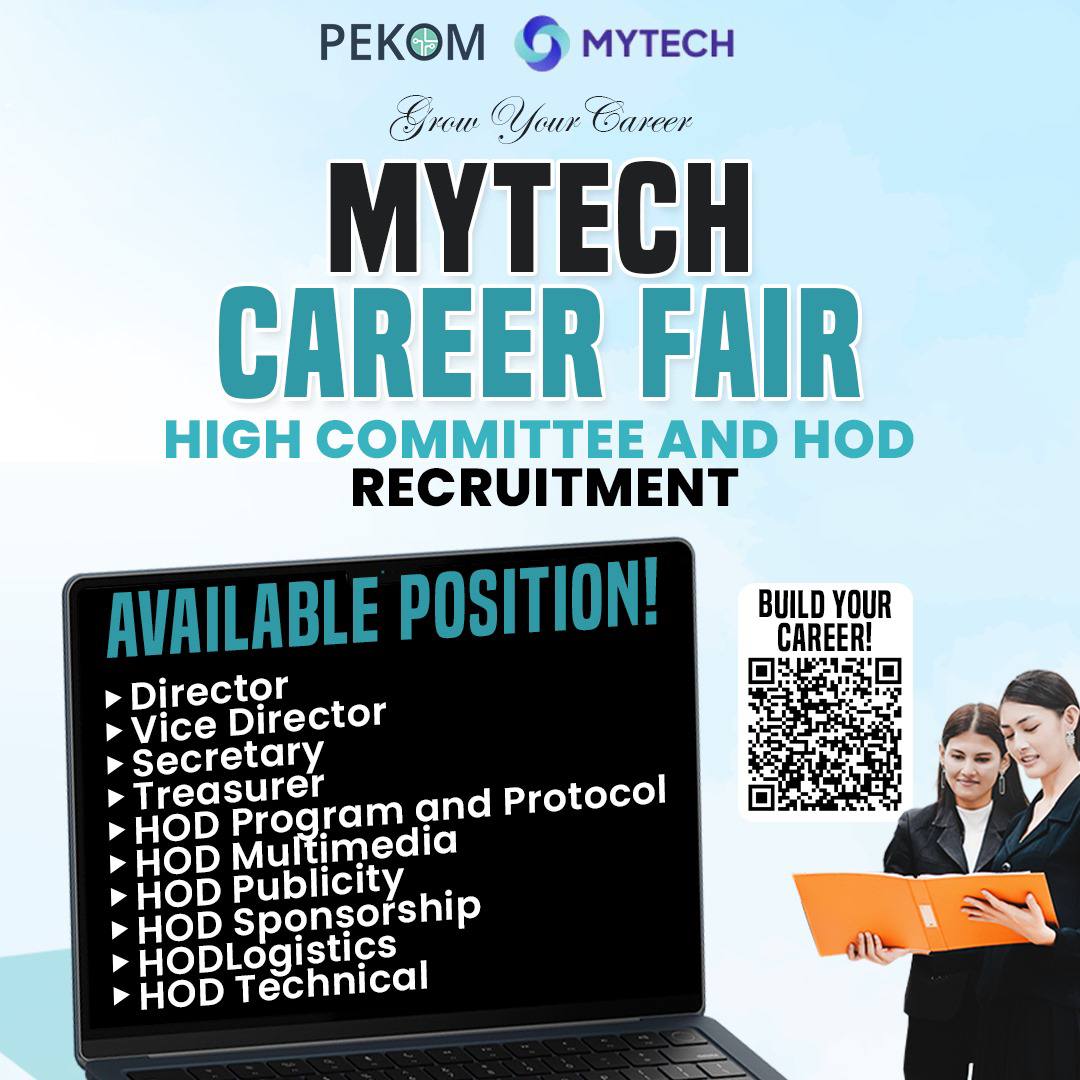 PEKOM MYTECH
Grow Your Career
MYTECH
CAREER FAIR
HIGH COMMITTEE AND HOD
RECRUITMENT
AVAILABLE POSITION!
▸ Director
▸ Vice Director
▸ Secretary
▸ Treasurer
▸ HOD Program and Protocol
▸ HOD Multimedia
▸ HOD Publicity
▸ HOD Sponsorship
▸ HODLogistics
▸ HOD Technical
BUILD YOUR
CAREER!